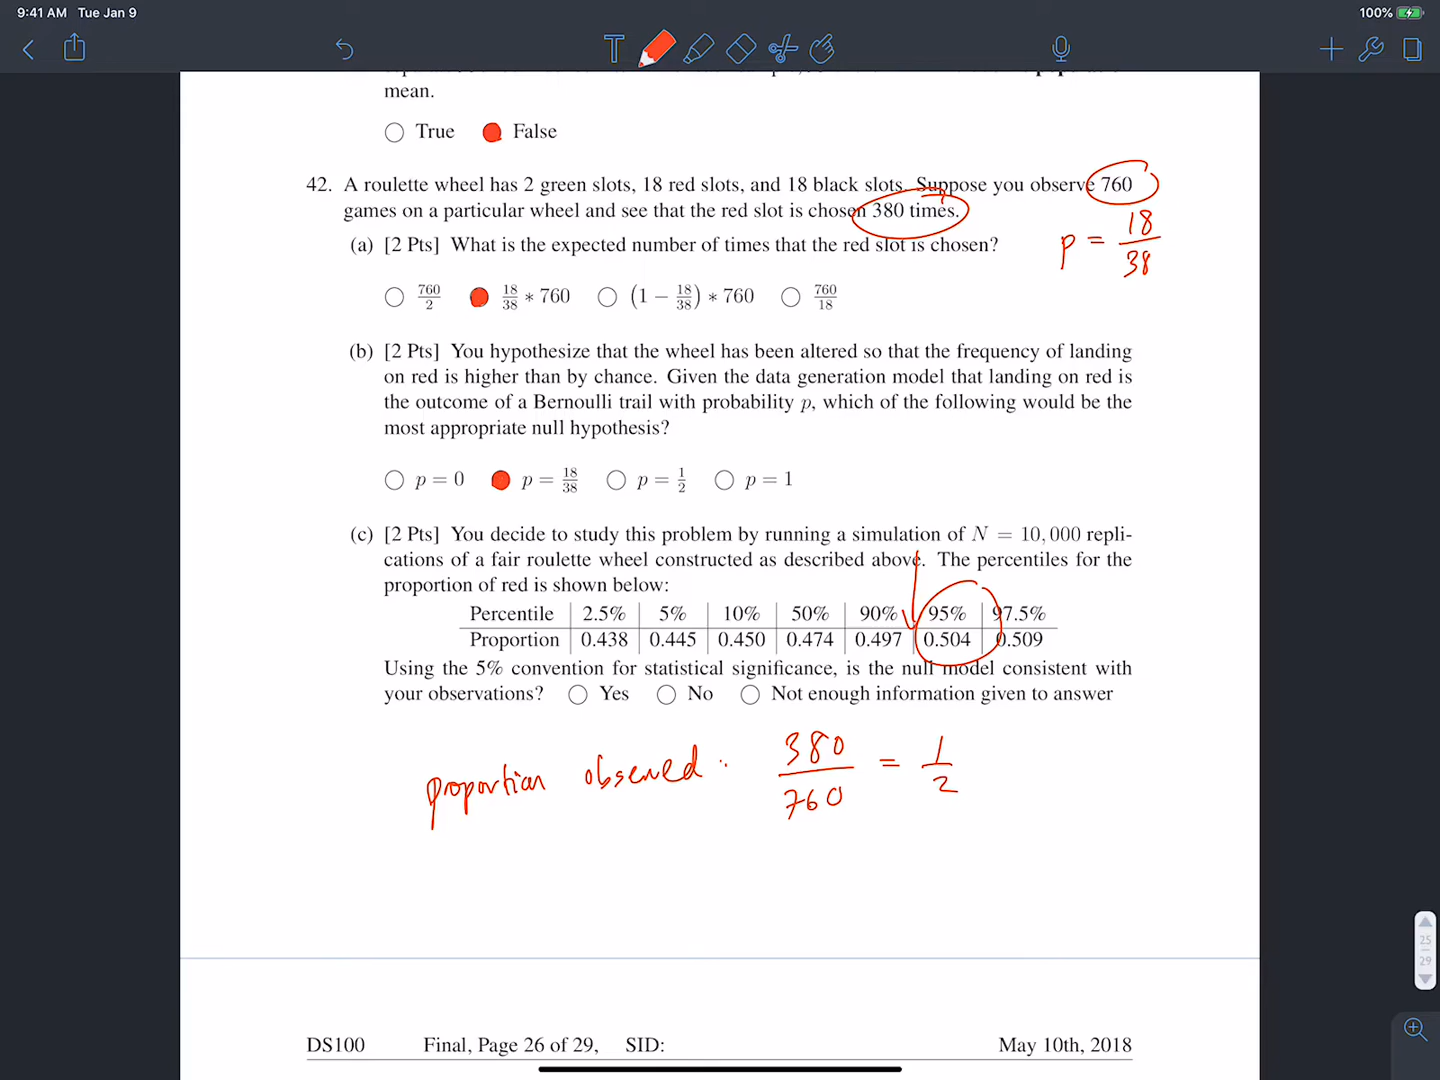 9:41 AM Tue Jan 9
100%
mean.
True False
42. A roulette wheel has 2 green slots, 18 red slots, and 18 black slots. Suppose you observe 760
games on a particular wheel and see that the red slot is chosen 380 times.
p = 18/38
(a) [2 Pts] What is the expected number of times that the red slot is chosen?
760/2 18/38 ∗ 760 (1 − 18/38) ∗ 760 760/18
(b) [2 Pts] You hypothesize that the wheel has been altered so that the frequency of landing
on red is higher than by chance. Given the data generation model that landing on red is
the outcome of a Bernoulli trail with probability p, which of the following would be the
most appropriate null hypothesis?
p = 0 p = 18/38 p = 1/2 p = 1
(c) [2 Pts] You decide to study this problem by running a simulation of N = 10, 000 repli-
cations of a fair roulette wheel constructed as described above. The percentiles for the
proportion of red is shown below:
Percentile 2.5% 5% 10% 50% 90% 95% 97.5%
Proportion 0.438 0.445 0.450 0.474 0.497 0.504 0.509
Using the 5% convention for statistical significance, is the null model consistent with
your observations? Yes No Not enough information given to answer
proportion observed: 380/760 = 1/2
25
29
DS100 Final, Page 26 of 29, SID: May 10th, 2018